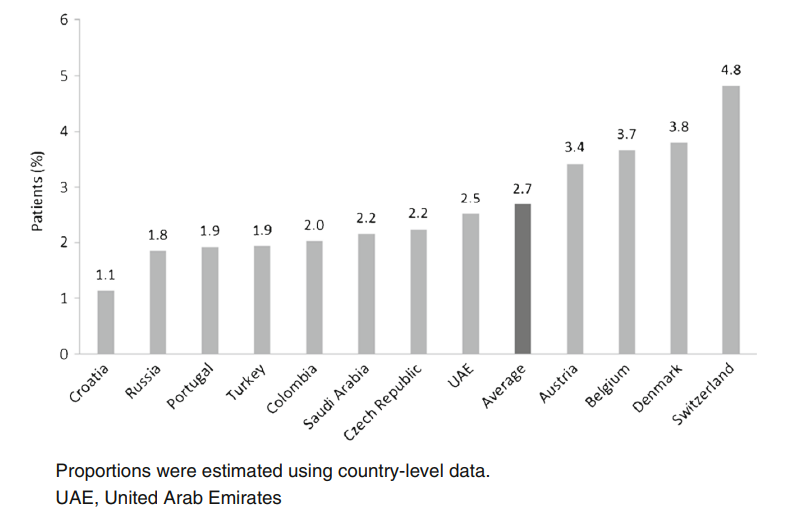 6
5
4
3
2
1
0
Patients (%)
1.1
1.8
1.9
1.9
2.0
2.2
2.2
2.5
2.7
3.4
3.7
3.8
4.8
Croatia
Russia
Portugal
Turkey
Colombia
Saudi Arabia
Czech Republic
UAE
Average
Austria
Belgium
Denmark
Switzerland
Proportions were estimated using country-level data.
UAE, United Arab Emirates